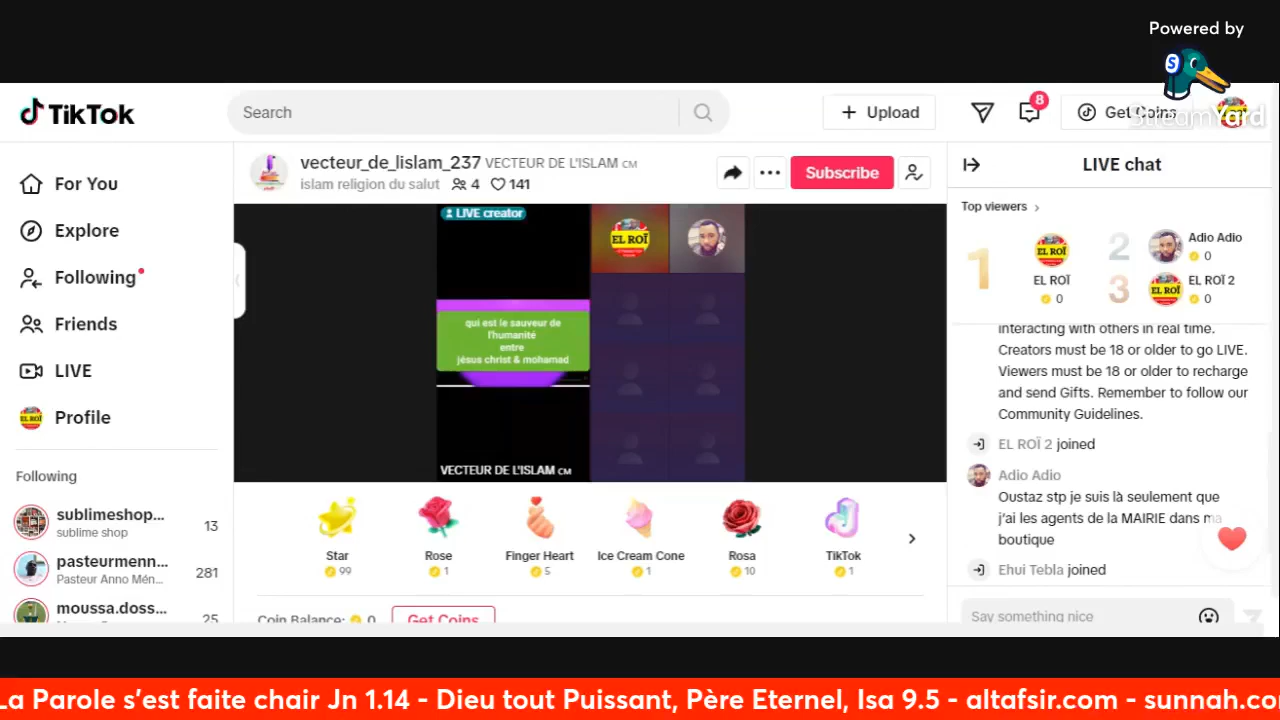 Powered by
StreamYard
TikTok
Search
Upload
8
Get Coins
For You
Explore
Following
Friends
LIVE
Profile
Following
sublimeshop...
sublime shop
13
pasteurmenn...
Pasteur Anno Mén...
281
moussa.doss...
25
vecteur_de_lislam_237 VECTEUR DE L'ISLAM CM
islam religion du salut 4 141
Subscribe
LIVE creator
EL ROÏ
qui est le sauveur de
l'humanité
entre
jèsus christ & mohamad
VECTEUR DE L'ISLAM CM
Star
99
Rose
1
Finger Heart
5
Ice Cream Cone
1
Rosa
10
TikTok
1
Coin Balance: 0
Get Coins
LIVE chat
Top viewers
1
EL ROÏ
0
2
Adio Adio
0
3
EL ROÏ 2
0
interacting with others in real time.
Creators must be 18 or older to go LIVE.
Viewers must be 18 or older to recharge
and send Gifts. Remember to follow our
Community Guidelines.
EL ROÏ 2 joined
Adio Adio
Oustaz stp je suis là seulement que
j'ai les agents de la MAIRIE dans ma
boutique
Ehui Tebla joined
Say something nice
La Parole s'est faite chair Jn 1.14 - Dieu tout Puissant, Père Eternel, Isa 9.5 - altafsir.com - sunnah.co